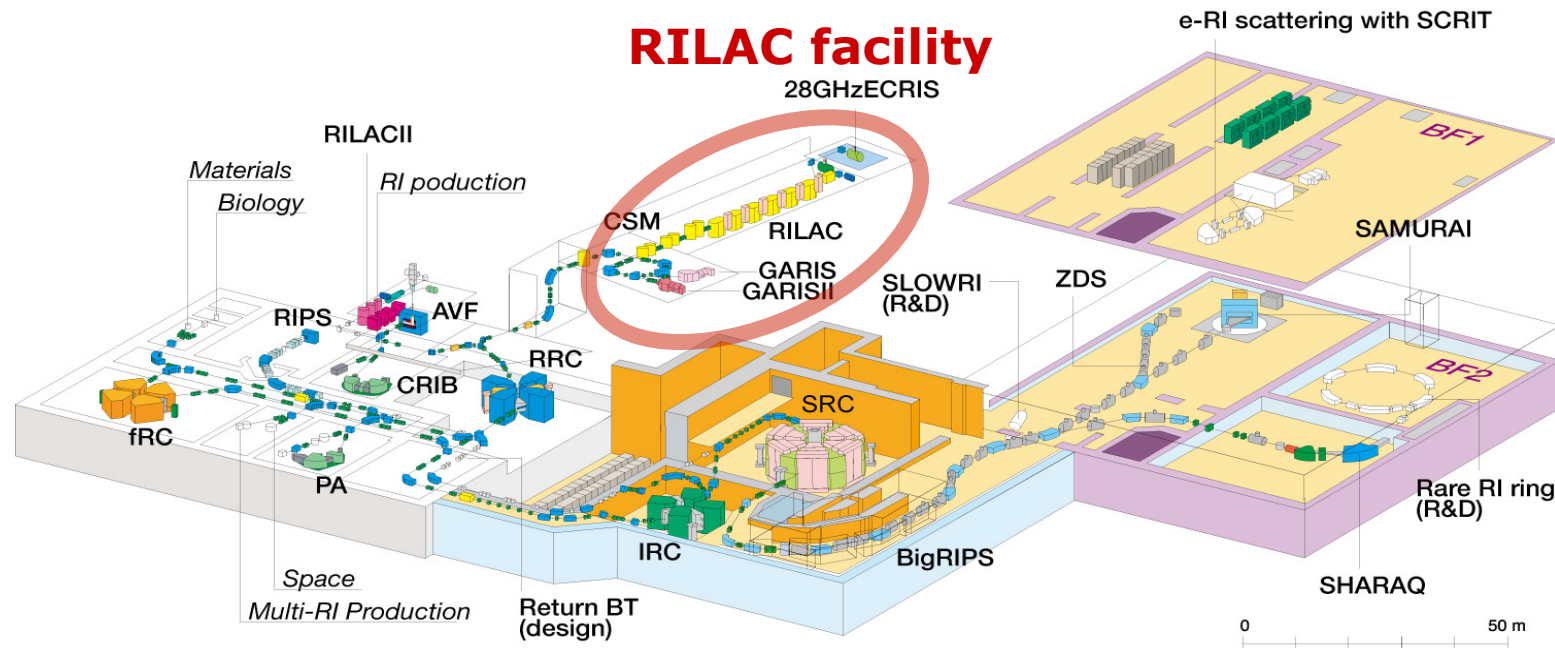 RILAC facility
e-RI scattering with SCRIT
28GHzECRIS
RILACII
Materials
RI poduction
Biology
BF1
CSM
RILAC
SAMURAI
GARIS
GARISII
SLOWRI
(R&D)
ZDS
RIPS
AVF
RRC
CRIB
BF2
SRC
fRC
PA
Rare RI ring
(R&D)
IRC
BigRIPS
SHARAQ
Space
Multi-RI Production
Return BT
(design)
0
50 m